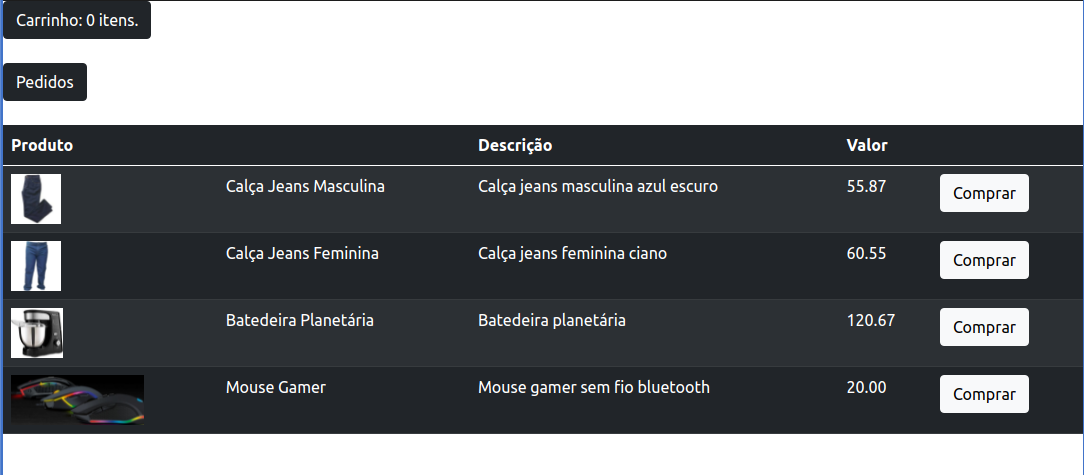 Carrinho: 0 itens.
Pedidos
Produto Descrição Valor
Calça Jeans Masculina Calça jeans masculina azul escuro 55.87 Comprar
Calça Jeans Feminina Calça jeans feminina ciano 60.55 Comprar
Batedeira Planetária Batedeira planetária 120.67 Comprar
Mouse Gamer Mouse gamer sem fio bluetooth 20.00 Comprar